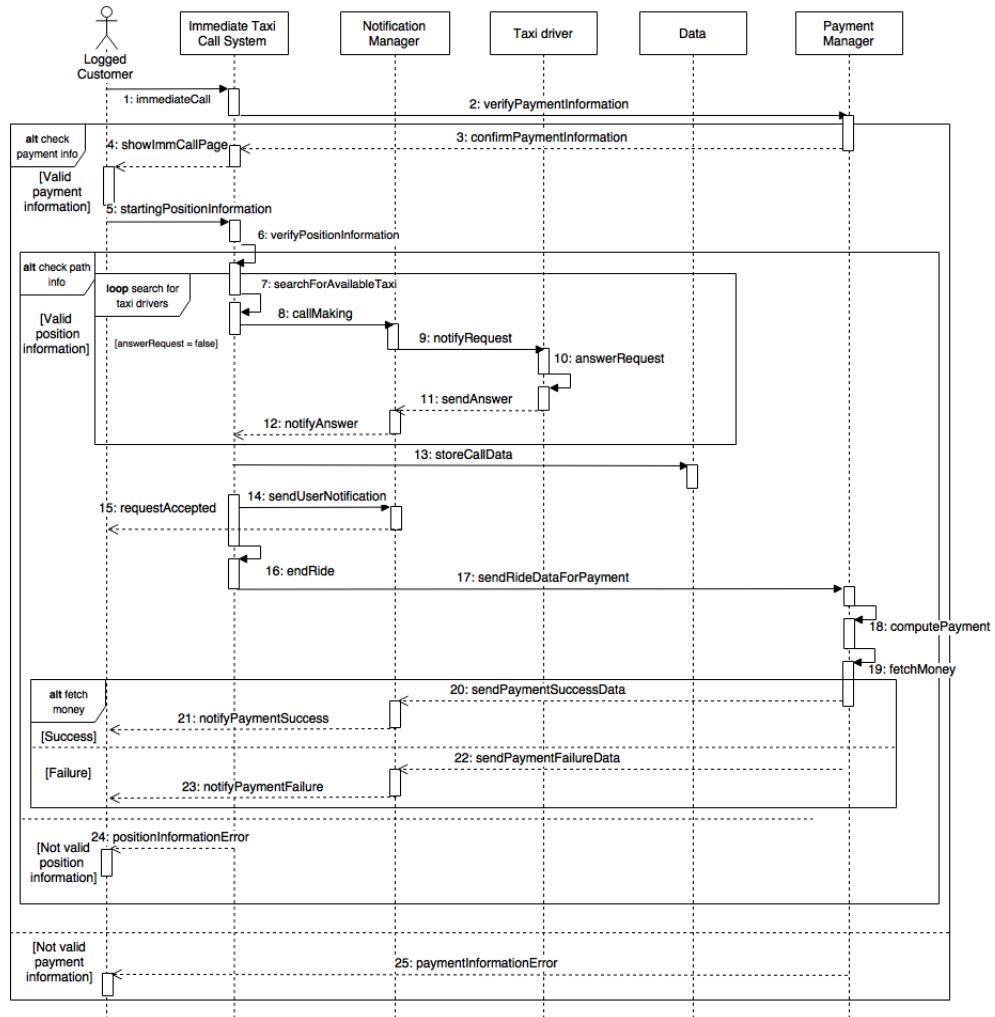 Immediate Taxi
Call System
Notification
Manager
Taxi driver
Data
Payment
Manager
Logged
Customer
1: immediateCall
2: verifyPaymentInformation
alt check
payment info
3: confirmPaymentInformation
4: showImmCallPage
[Valid
payment
information]
5: startingPositionInformation
6: verifyPositionInformation
alt check path
info
loop search for
taxi drivers
7: searchForAvailableTaxi
[Valid
position
information]
8: callMaking
[answerRequest = false]
9: notifyRequest
10: answerRequest
11: sendAnswer
12: notifyAnswer
13: storeCallData
14: sendUserNotification
15: requestAccepted
16: endRide
17: sendRideDataForPayment
18: computePayment
19: fetchMoney
alt fetch
money
20: sendPaymentSuccessData
21: notifyPaymentSuccess
[Success]
22: sendPaymentFailureData
[Failure]
23: notifyPaymentFailure
24: positionInformationError
[Not valid
position
information]
[Not valid
payment
information]
25: paymentInformationError